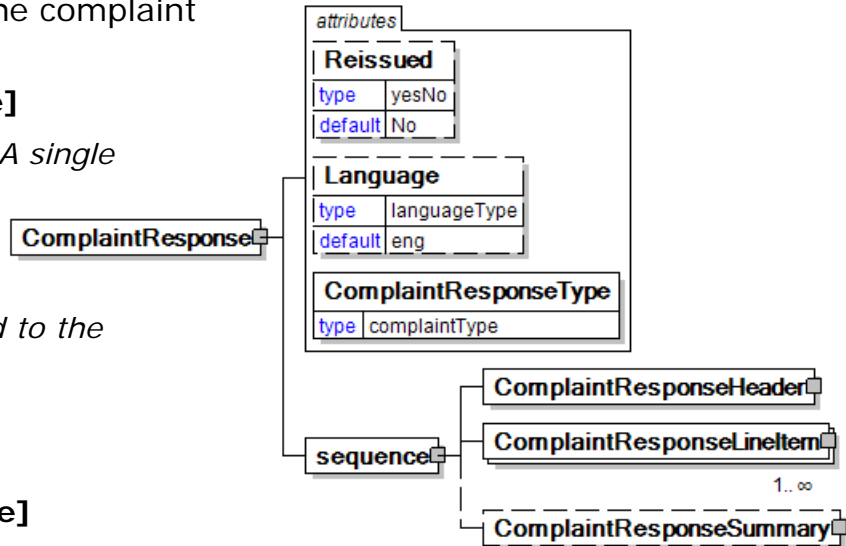 ne complaint
e]
A single
d to the
e]
attributes
Reissued
type yesNo
default No
Language
type languageType
default eng
ComplaintResponseType
type complaintType
ComplaintResponse
sequence
ComplaintResponseHeader
ComplaintResponseLineItem
1.. ∞
ComplaintResponseSummary